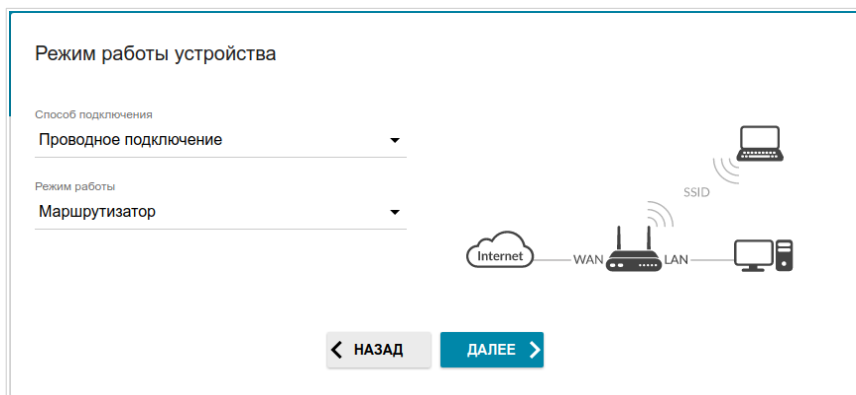 Режим работы устройства
Способ подключения
Проводное подключение
Режим работы
Маршрутизатор
SSID
Internet
WAN
LAN
НАЗАД
ДАЛЕЕ